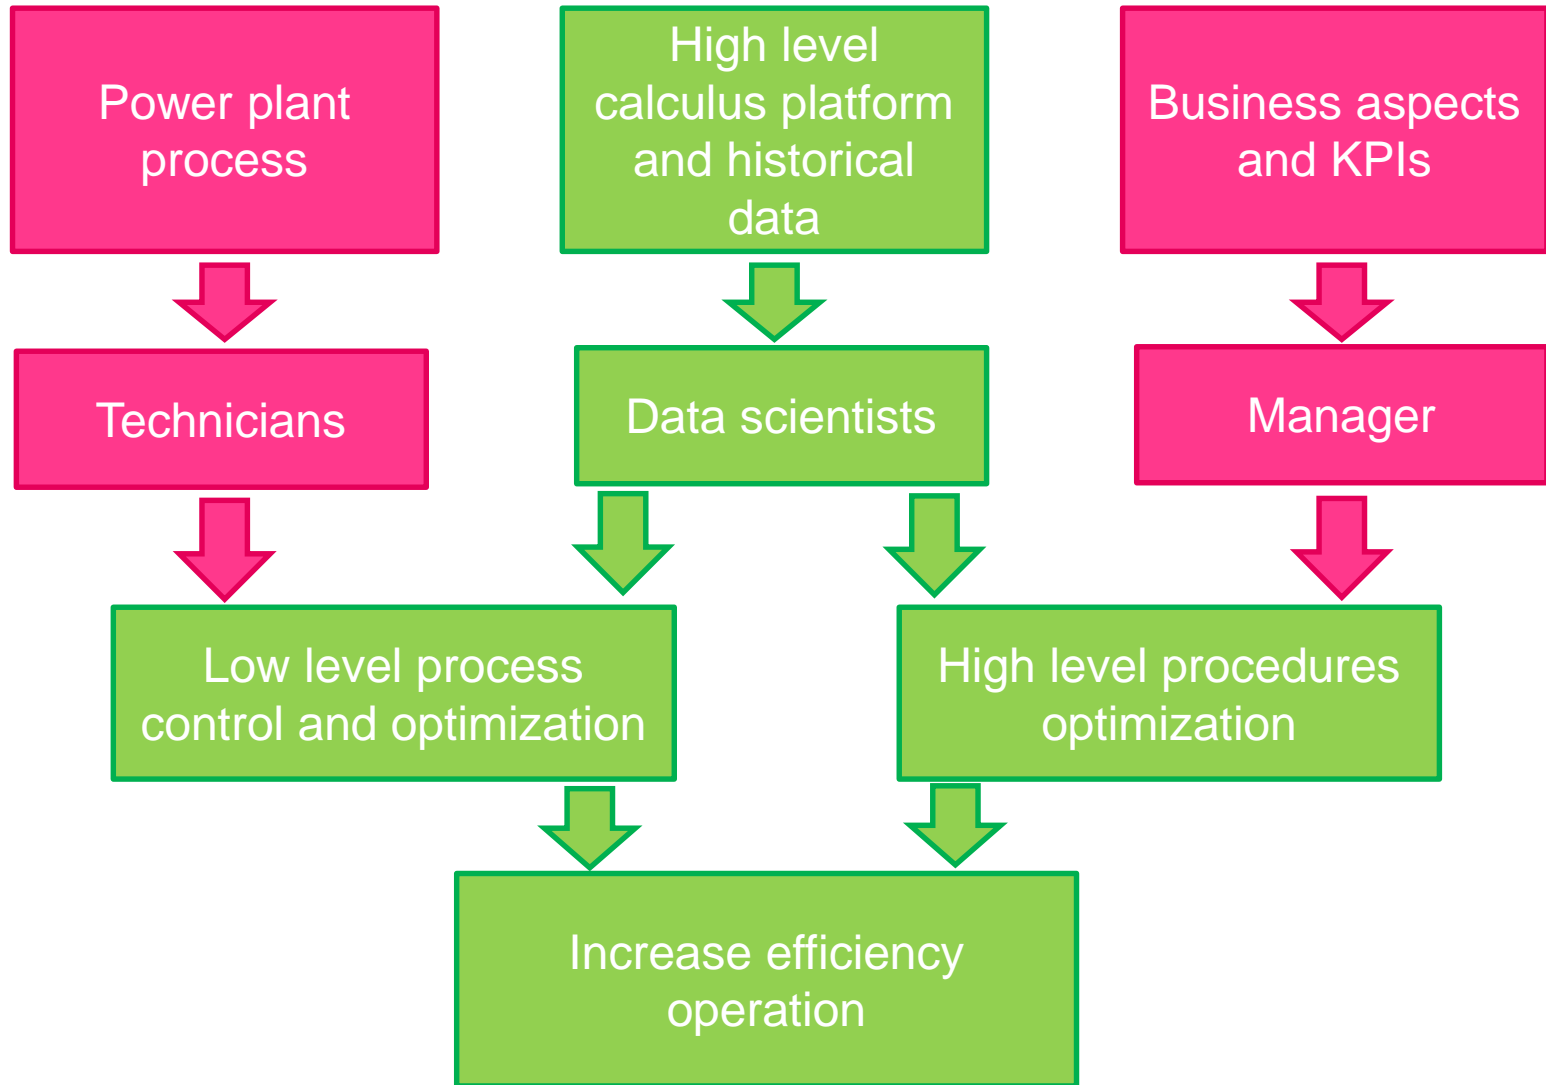 Power plant
process
High level
calculus platform
and historical
data
Business aspects
and KPIs
Technicians
Data scientists
Manager
Low level process
control and optimization
High level procedures
optimization
Increase efficiency
operation